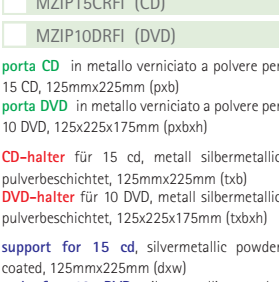 MZIP15CRFI (CD)
MZIP10DRFI (DVD)
porta CD in metallo verniciato a polvere per
15 CD, 125mmx225mm (pxb)
porta DVD in metallo verniciato a polvere per
10 DVD, 125x225x175mm (pxbxh)
CD-halter für 15 cd, metall silbermetallic
pulverbeschichtet, 125mmx225mm (txb)
DVD-halter für 10 DVD, metall silbermetallic
pulverbeschichtet, 125x225x175mm (txbxh)
support for 15 cd, silvermetallic powder
coated, 125mmx225mm (dxw)